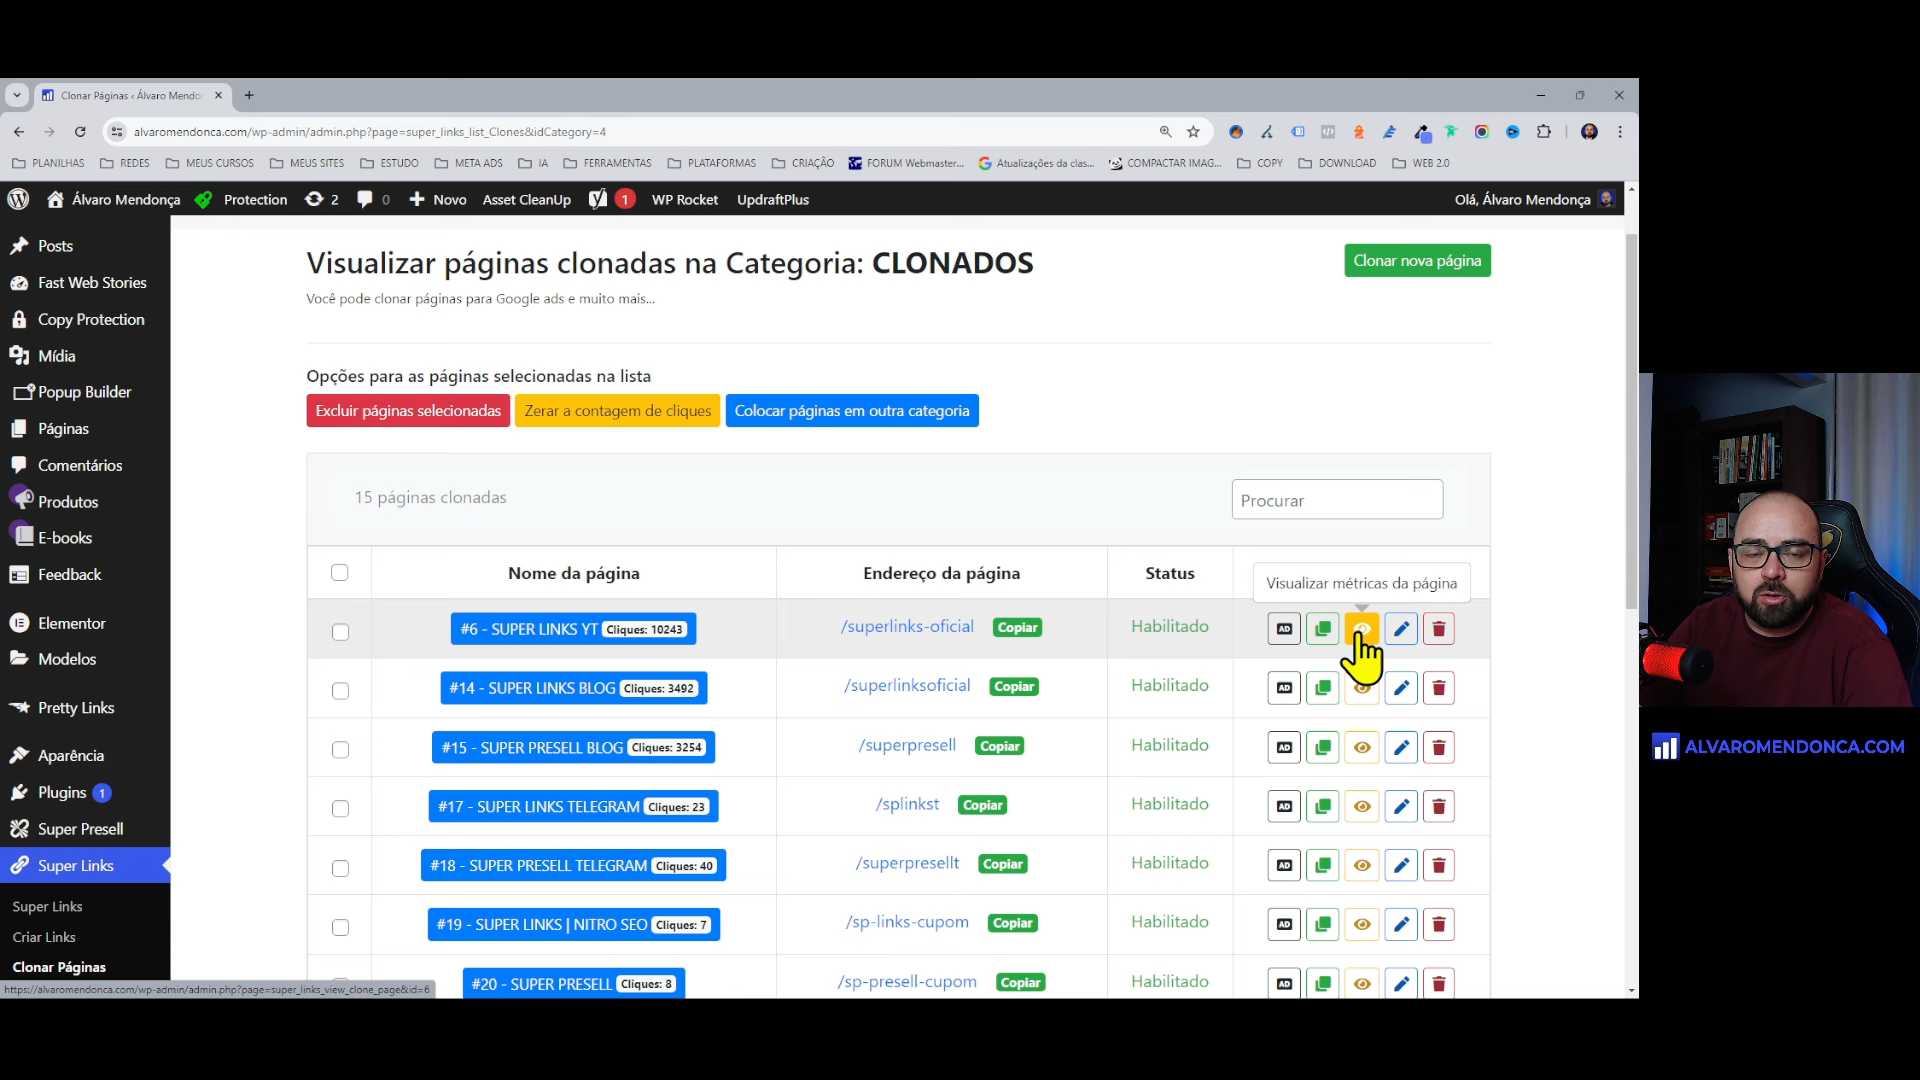 Clonar Páginas ‹ Álvaro Mendo
alvaromendonca.com/wp-admin/admin.php?page=super_links_list_Clones&idCategory=4
PLANILHAS REDES MEUS CURSOS MEUS SITES ESTUDO META ADS IA FERRAMENTAS PLATAFORMAS CRIAÇÃO FORUM Webmaster... Atualizações da clas... COMPACTAR IMAG... COPY DOWNLOAD WEB 2.0
Álvaro Mendonça Protection 2 0 Novo Asset CleanUp 1 WP Rocket UpdraftPlus Olá, Álvaro Mendonça
Posts
Fast Web Stories
Copy Protection
Mídia
Popup Builder
Páginas
Comentários
Produtos
E-books
Feedback
Elementor
Modelos
Pretty Links
Aparência
Plugins 1
Super Presell
Super Links
Super Links
Criar Links
Clonar Páginas
Visualizar páginas clonadas na Categoria: CLONADOS
Clonar nova página
Você pode clonar páginas para Google ads e muito mais...
Opções para as páginas selecionadas na lista
Excluir páginas selecionadas Zerar a contagem de cliques Colocar páginas em outra categoria
15 páginas clonadas
Procurar
Nome da página Endereço da página Status
Visualizar métricas da página
#6 - SUPER LINKS YT Cliques: 10243 /superlinks-oficial Copiar Habilitado AD
#14 - SUPER LINKS BLOG Cliques: 3492 /superlinksoficial Copiar Habilitado AD
#15 - SUPER PRESELL BLOG Cliques: 3254 /superpresell Copiar Habilitado AD
#17 - SUPER LINKS TELEGRAM Cliques: 23 /splinkst Copiar Habilitado AD
#18 - SUPER PRESELL TELEGRAM Cliques: 40 /superpresellt Copiar Habilitado AD
#19 - SUPER LINKS | NITRO SEO Cliques: 7 /sp-links-cupom Copiar Habilitado AD
#20 - SUPER PRESELL Cliques: 8 /sp-presell-cupom Copiar Habilitado AD
https://alvaromendonca.com/wp-admin/admin.php?page=super_links_view_clone_page&id=6
ALVAROMENDONCA.COM